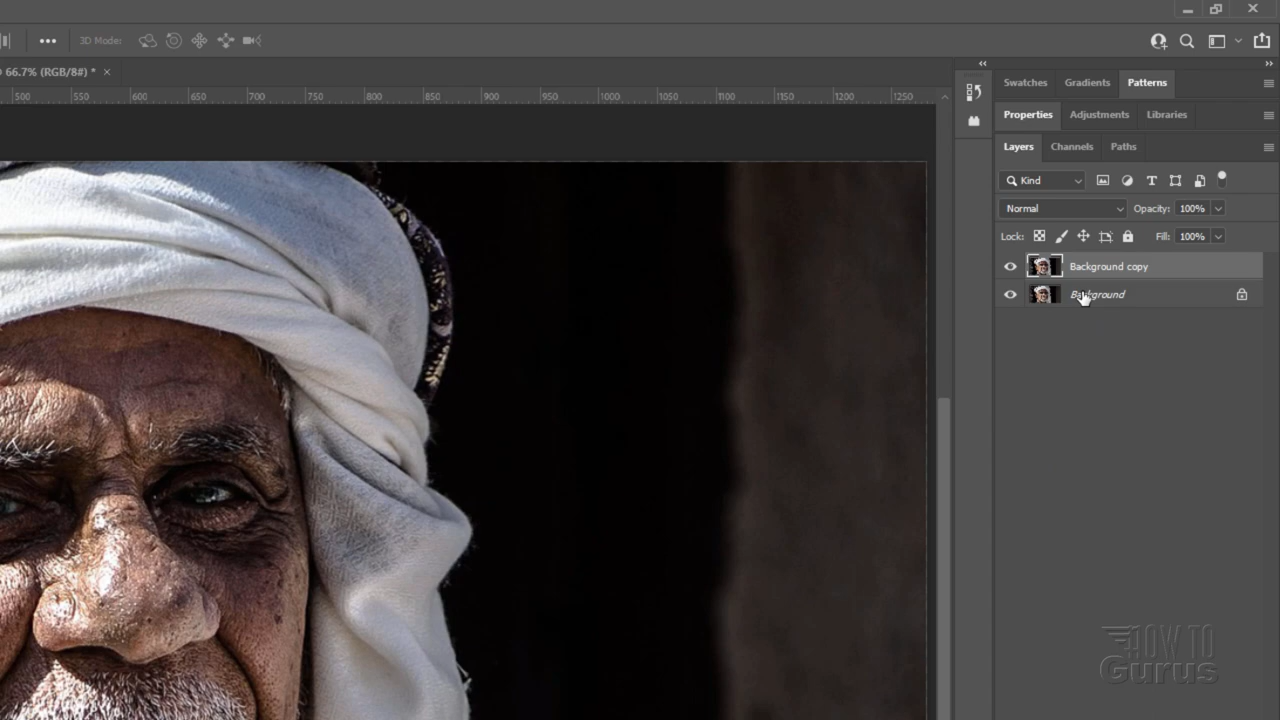 3D Mode:
66.7% (RGB/8#) * ×
500 550 600 650 700 750 800 850 900 950 1000 1050 1100 1150 1200 1250
Swatches Gradients Patterns
Properties Adjustments Libraries
Layers Channels Paths
Kind
Normal Opacity: 100%
Lock: Fill: 100%
Background copy
Background
HOW TO
Gurus